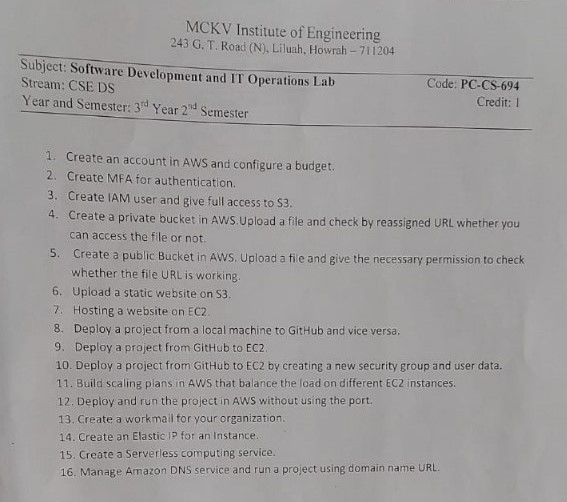 MCKV Institute of Engineering
243 G. T. Road (N), Liluah, Howrah – 711204
Subject: Software Development and IT Operations Lab
Code: PC-CS-694
Stream: CSE DS
Credit: 1
Year and Semester: 3rd Year 2nd Semester
1. Create an account in AWS and configure a budget.
2. Create MFA for authentication.
3. Create IAM user and give full access to S3.
4. Create a private bucket in AWS.Upload a file and check by reassigned URL whether you
can access the file or not.
5. Create a public Bucket in AWS. Upload a file and give the necessary permission to check
whether the file URL is working.
6. Upload a static website on S3.
7. Hosting a website on EC2.
8. Deploy a project from a local machine to GitHub and vice versa.
9. Deploy a project from GitHub to EC2.
10. Deploy a project from GitHub to EC2 by creating a new security group and user data.
11. Build scaling plans in AWS that balance the load on different EC2 instances.
12. Deploy and run the project in AWS without using the port.
13. Create a workmail for your organization.
14. Create an Elastic IP for an Instance.
15. Create a Serverless computing service.
16. Manage Amazon DNS service and run a project using domain name URL.